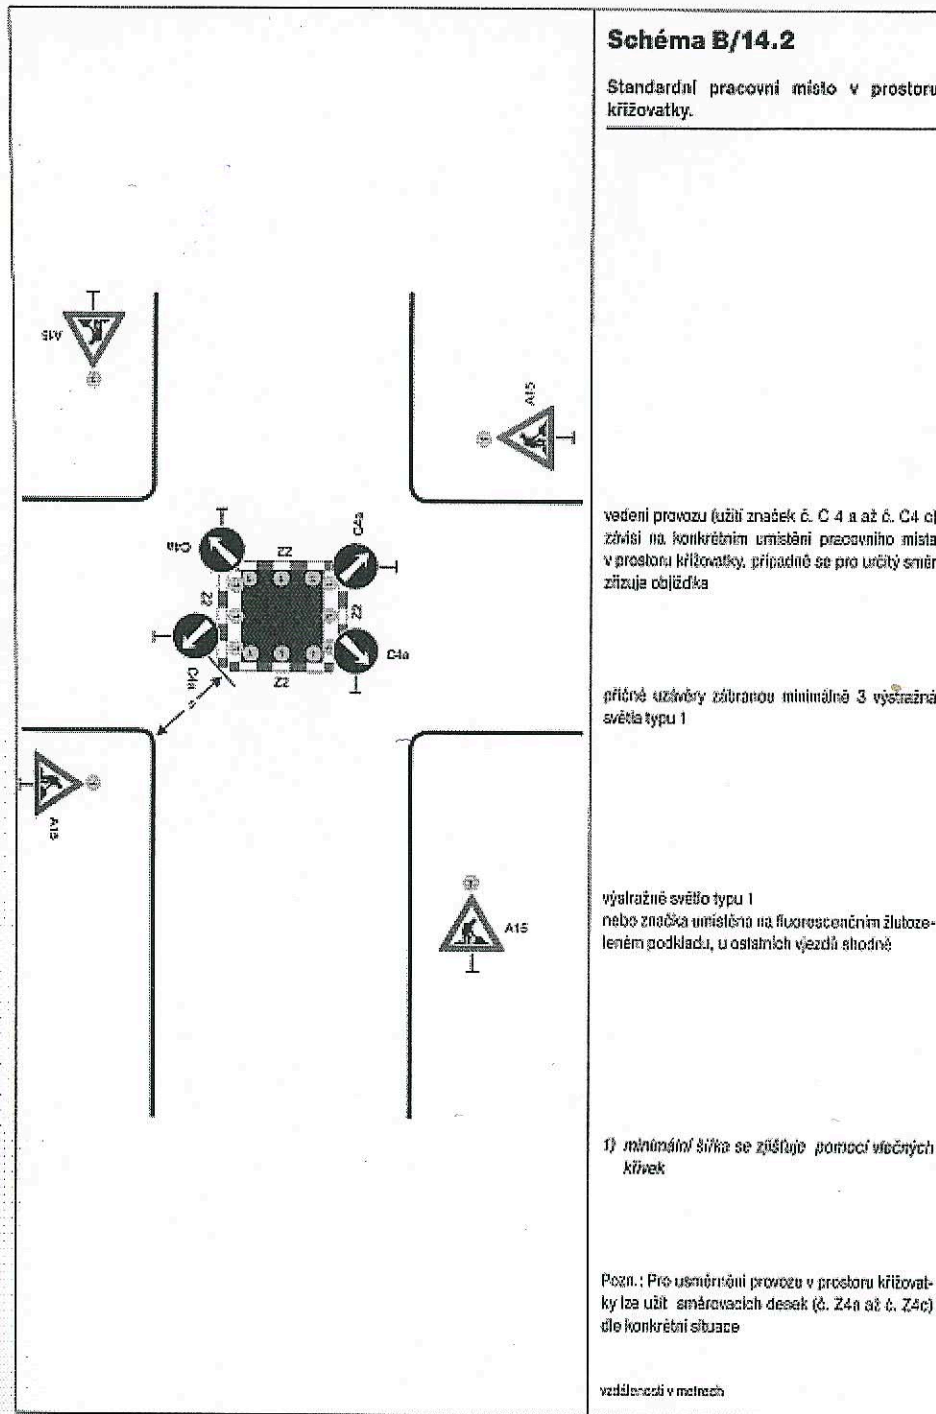 Schéma B/14.2
Standardní pracovní místo v prostoru
křižovatky.
A15
A15
C4a
C4a
Z2
Z2
Z2
C4a
C4a
Z2
vedení provozu (užití značek č. C 4 a až č. C4 c)
závisí na konkrétním umístění pracovního místa
v prostoru křižovatky, případně se pro určitý směr
zřizuje objížďka
příčné uzávěry zábranou minimálně 3 výstražná
světla typu 1
A15
A15
výstražné světlo typu 1
nebo značka umístěna na fluorescenčním žlutoze-
leném podkladu, u ostatních vjezdů shodně
1) minimální šířka se zjišťuje pomocí vlečných
křivek
Pozn.: Pro usměrnění provozu v prostoru křižovat-
ky lze užít směrovacích desek (č. Z4a až č. Z4c)
dle konkrétní situace
vzdálenosti v metrech